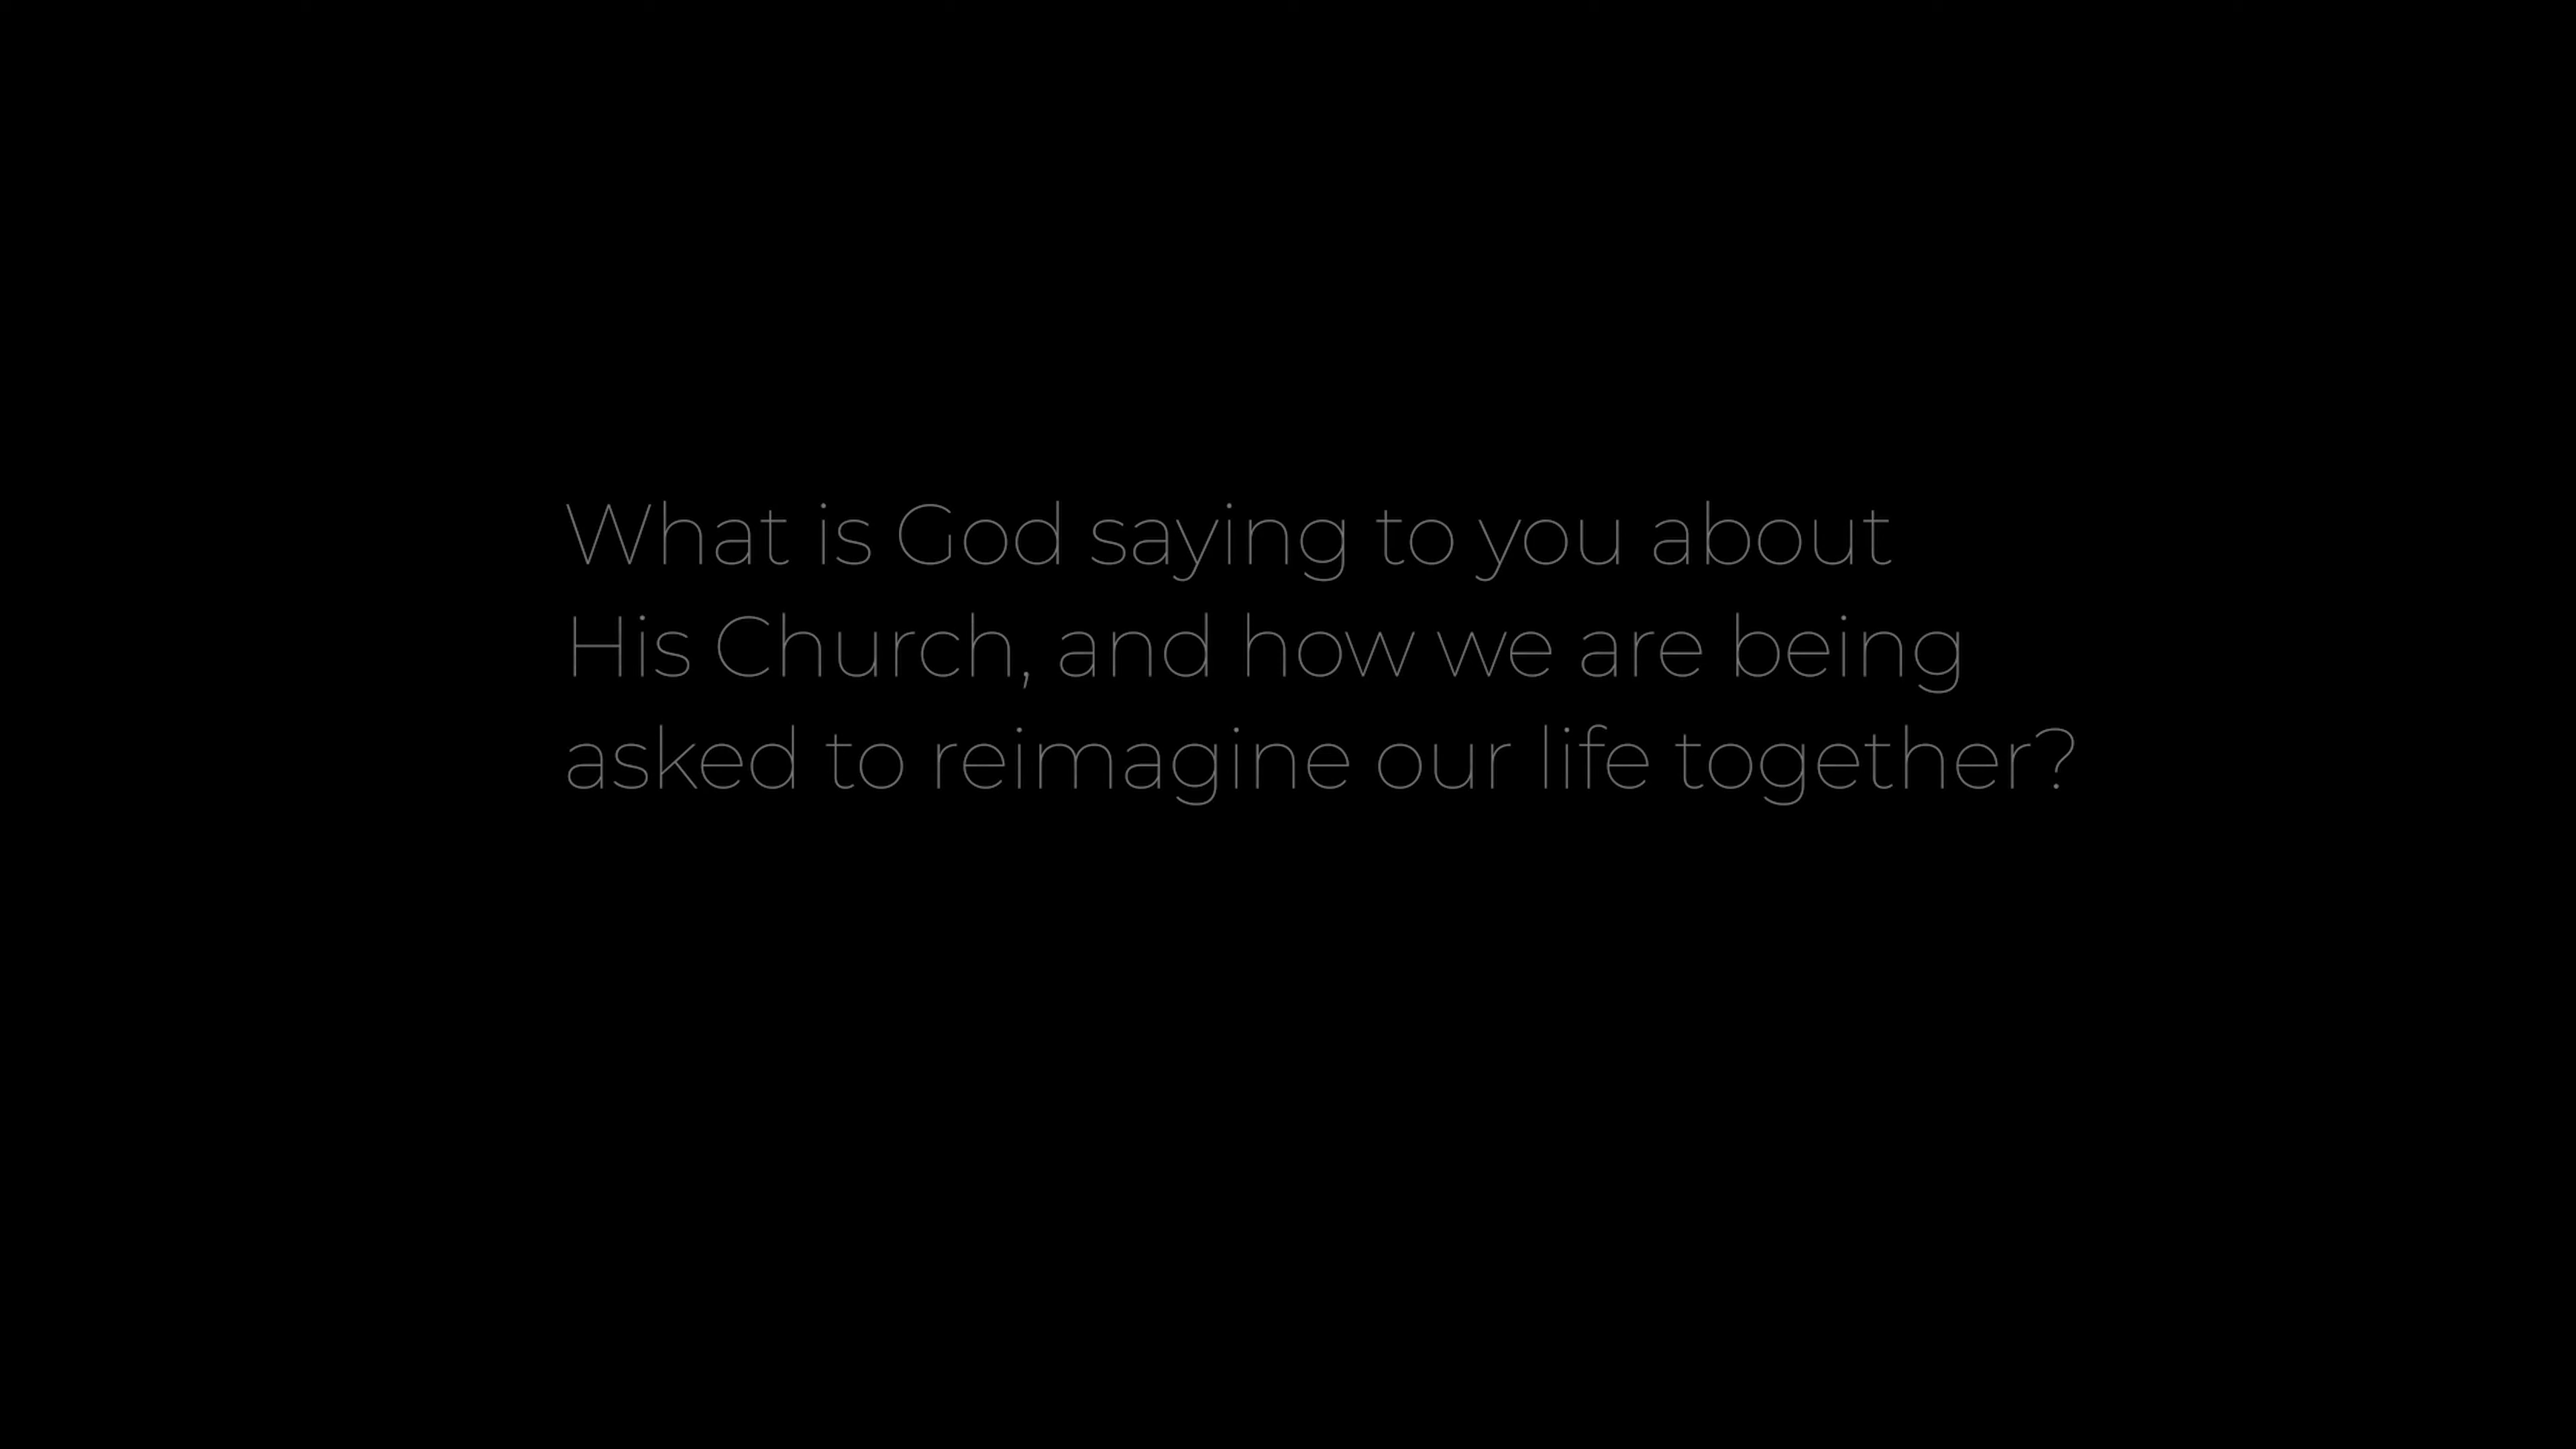 What is God saying to you about
His Church, and how we are being
asked to reimagine our life together?